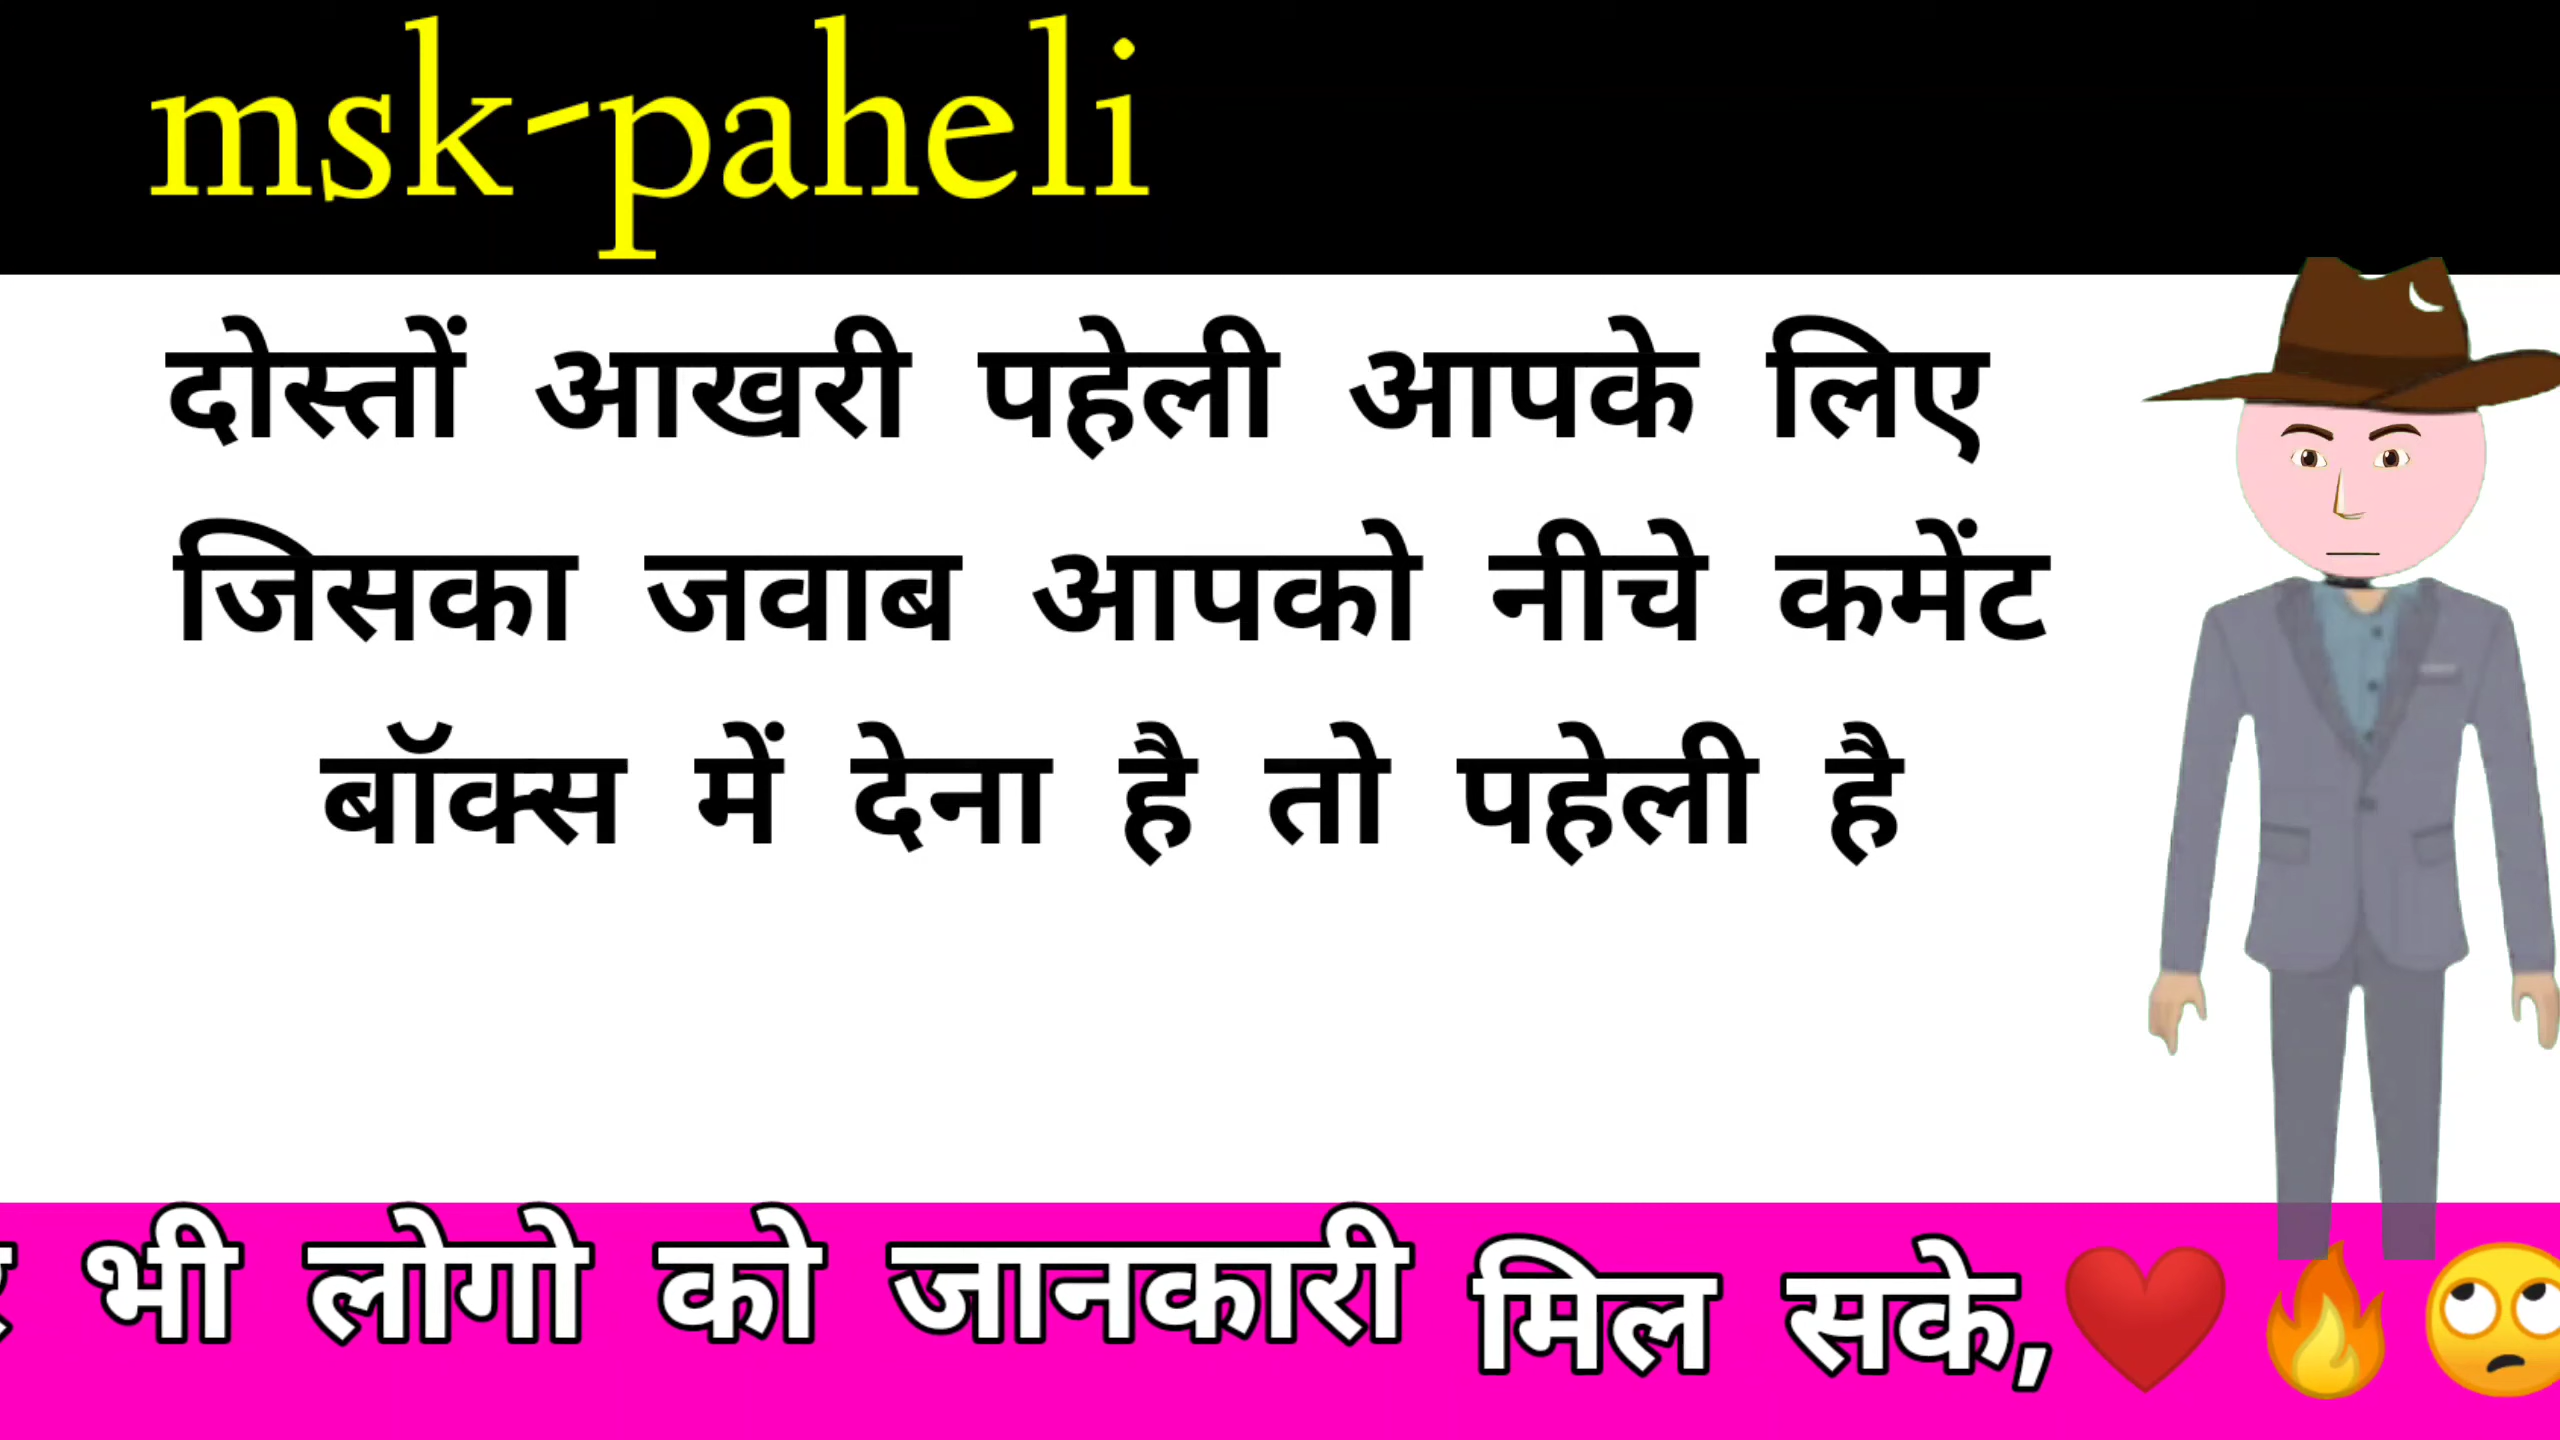 msk-paheli
दोस्तों आखरी पहेली आपके लिए
जिसका जवाब आपको नीचे कमेंट
बॉक्स में देना है तो पहेली है
भी लोगो को जानकारी मिल सके,❤️🔥🙄